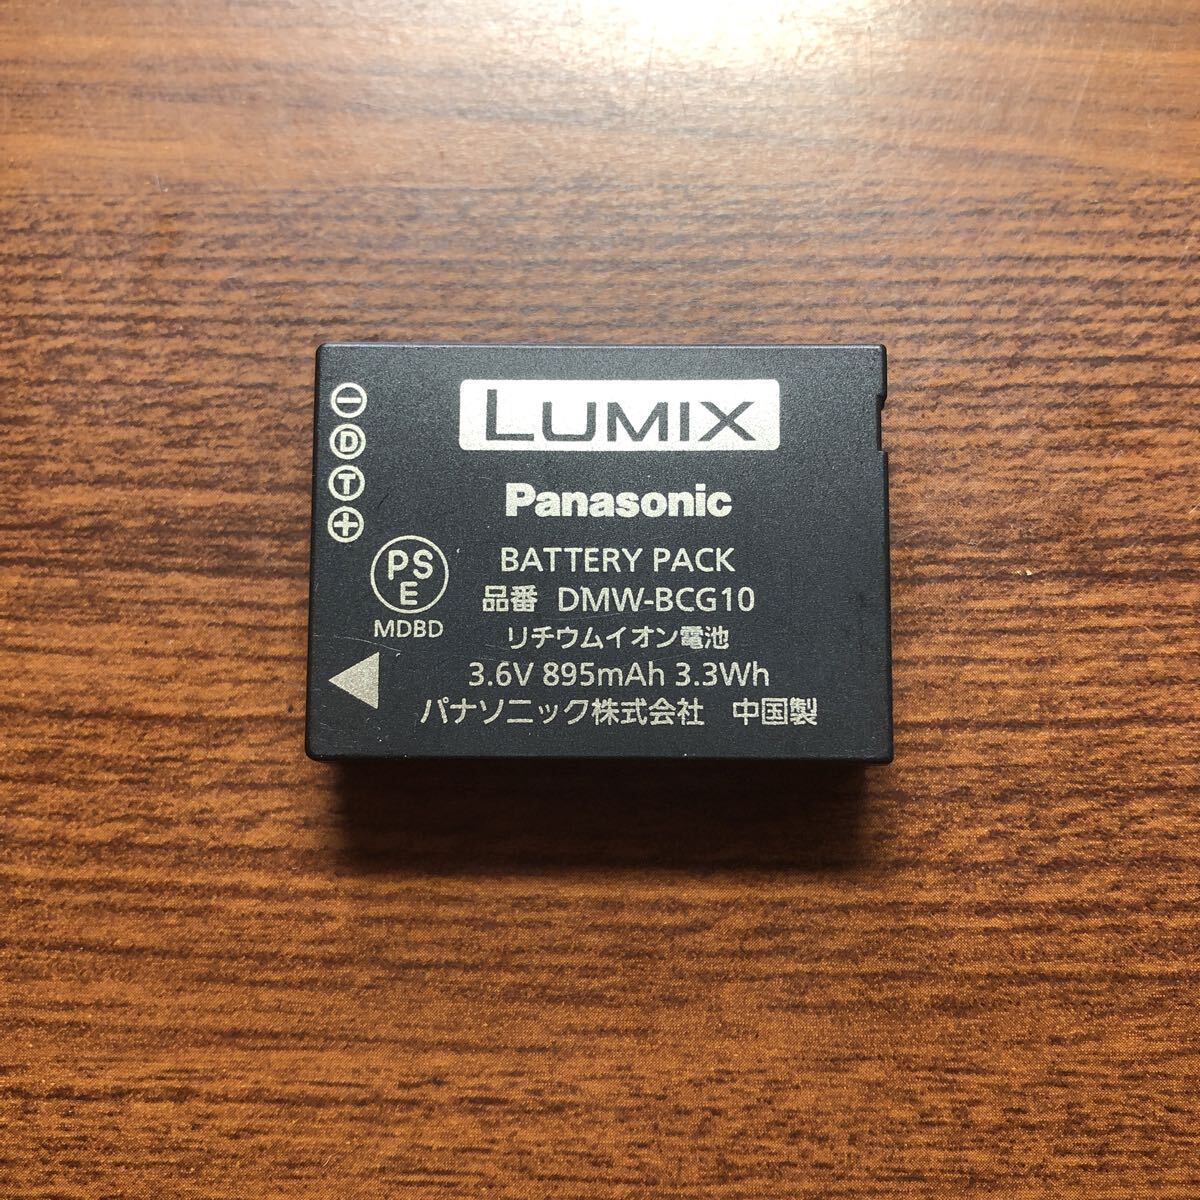 LUMIX
Panasonic
BATTERY PACK
品番 DMW-BCG10
リチウムイオン電池
3.6V 895mAh 3.3Wh
パナソニック株式会社 中国製
−
D
T
+
PS
E
MDBD